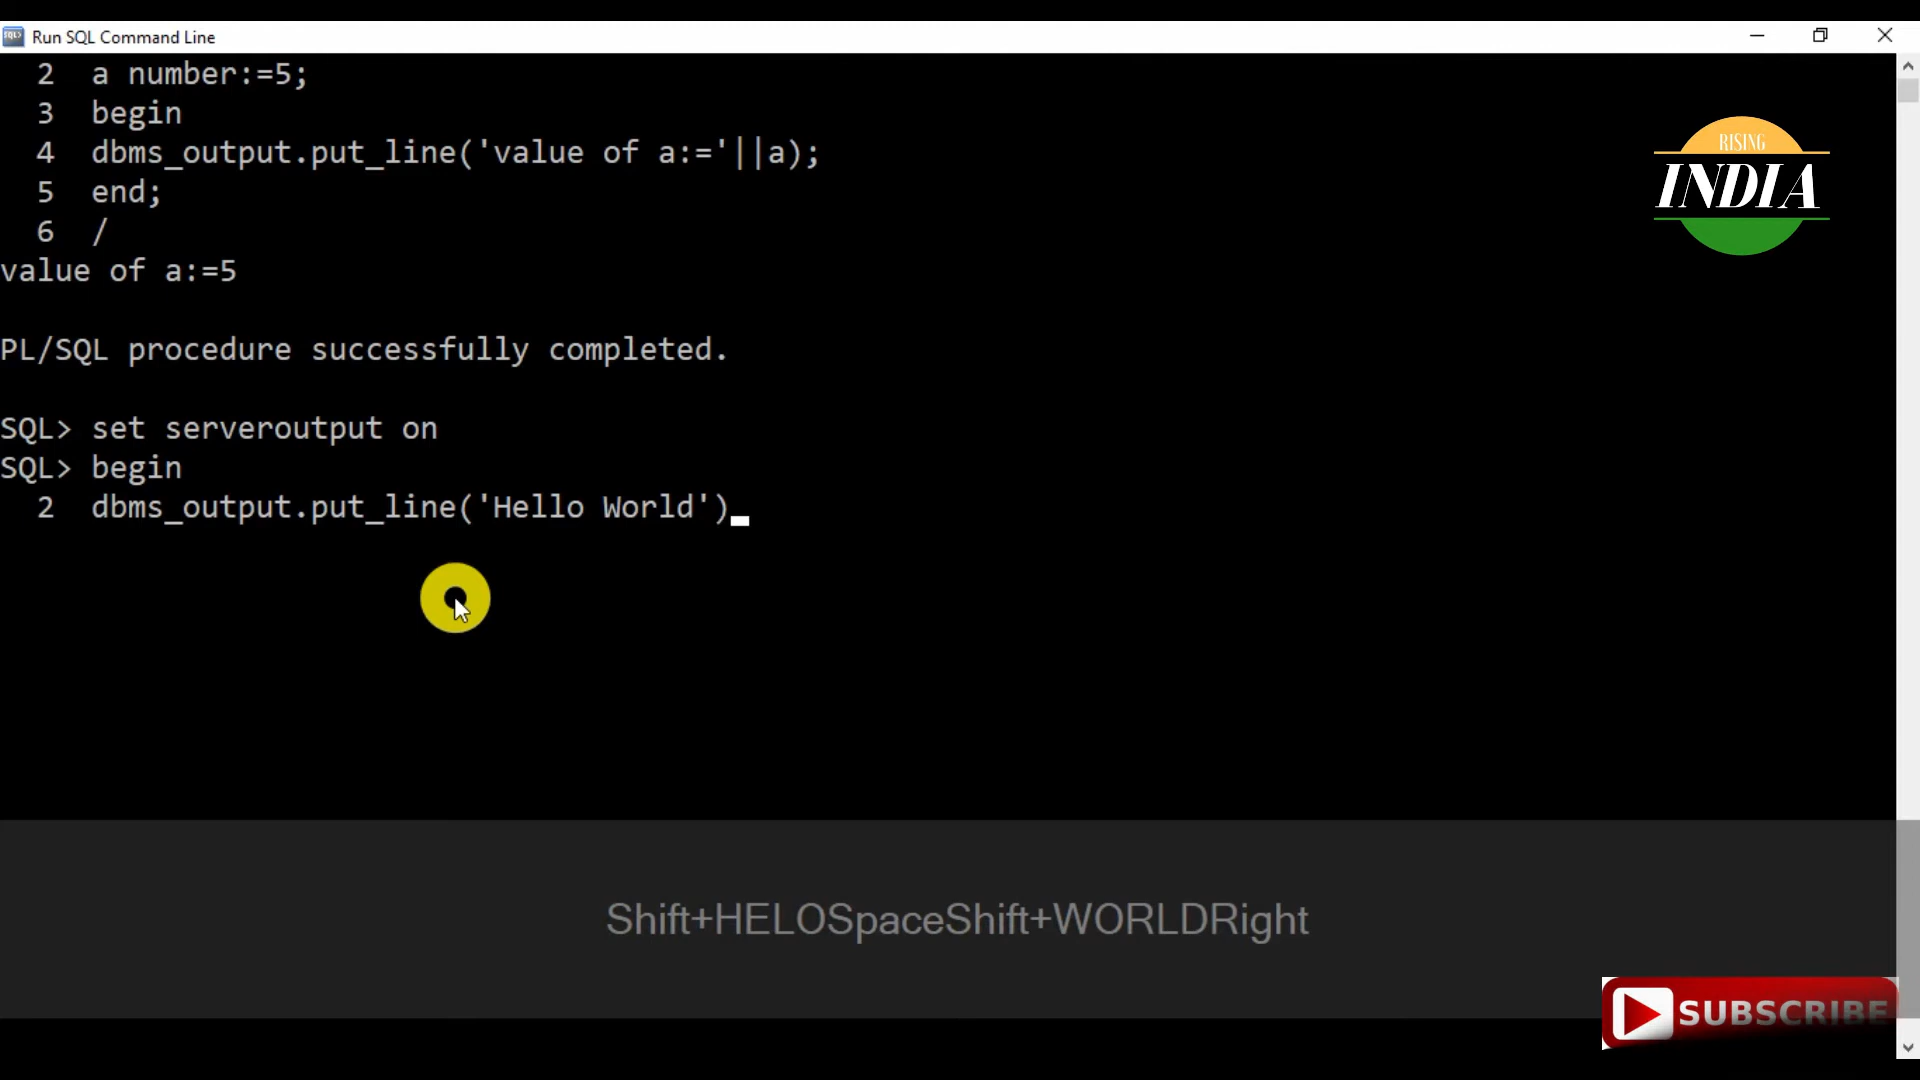 Run SQL Command Line
2 a number:=5;
3 begin
4 dbms_output.put_line('value of a:='||a);
5 end;
6 /
value of a:=5
PL/SQL procedure successfully completed.
SQL> set serveroutput on
SQL> begin
2 dbms_output.put_line('Hello World')
RISING
INDIA
Shift+HELOSpaceShift+WORLDRight
SUBSCRIBE